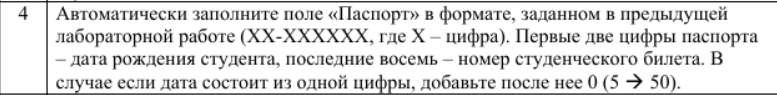 4 Автоматически заполните поле «Паспорт» в формате, заданном в предыдущей
лабораторной работе (XX-XXXXXX, где X – цифра). Первые две цифры паспорта
– дата рождения студента, последние восемь – номер студенческого билета. В
случае если дата состоит из одной цифры, добавьте после нее 0 (5 → 50).